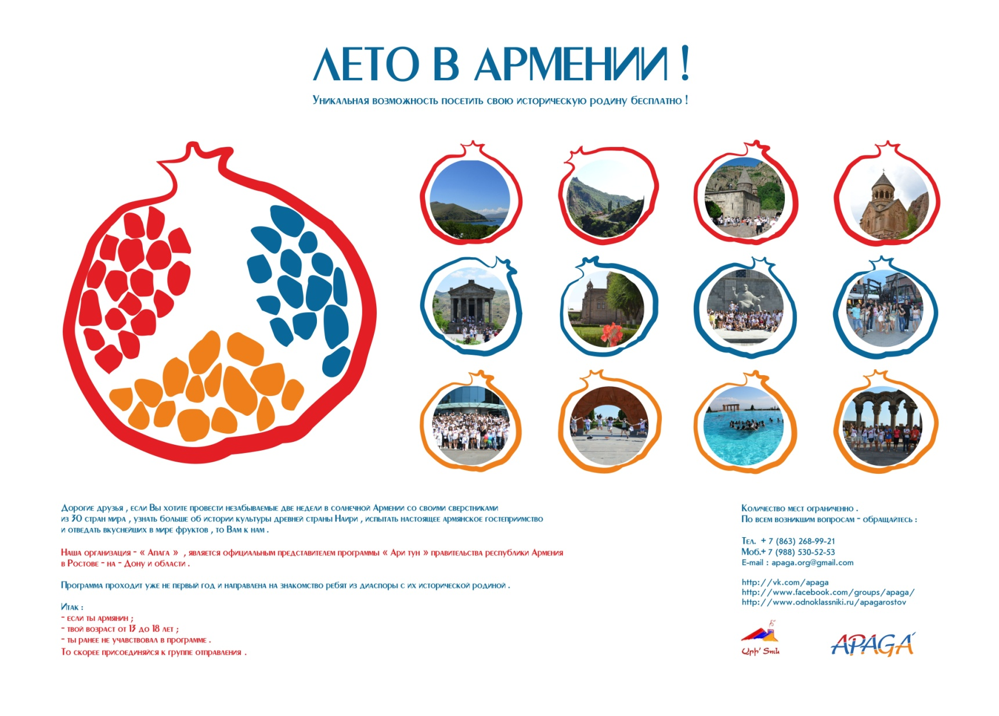 ЛЕТО В АРМЕНИИ !
Уникальная возможность посетить свою историческую родину бесплатно !
Дорогие друзья , если Вы хотите провести незабываемые две недели в солнечной Армении со своими сверстниками
из 30 стран мира , узнать больше об истории культуры древней страны Наири , испытать настоящее армянское гостеприимство
и отведать вкуснейших в мире фруктов , то Вам к нам .
Наша организация - « Апага » , является официальным представителем программы « Ари тун » правительства республики Армения
в Ростове - на - Дону и области .
Программа проходит уже не первый год и направлена на знакомство ребят из диаспоры с их исторической родиной .
Итак :
- если ты армянин ;
- твой возраст от 13 до 18 лет ;
- ты ранее не учавствовал в программе .
То скорее присоединяйся к группе отправления .
Количество мест ограниченно .
По всем возникшим вопросам - обращайтесь :
Тел. + 7 (863) 268-99-21
Моб.+ 7 (988) 530-52-53
E-mail : apaga.org@gmail.com
http://vk.com/apaga
http://www.facebook.com/groups/apaga/
http://www.odnoklassniki.ru/apagarostov
Արի' Տուն
APAGA